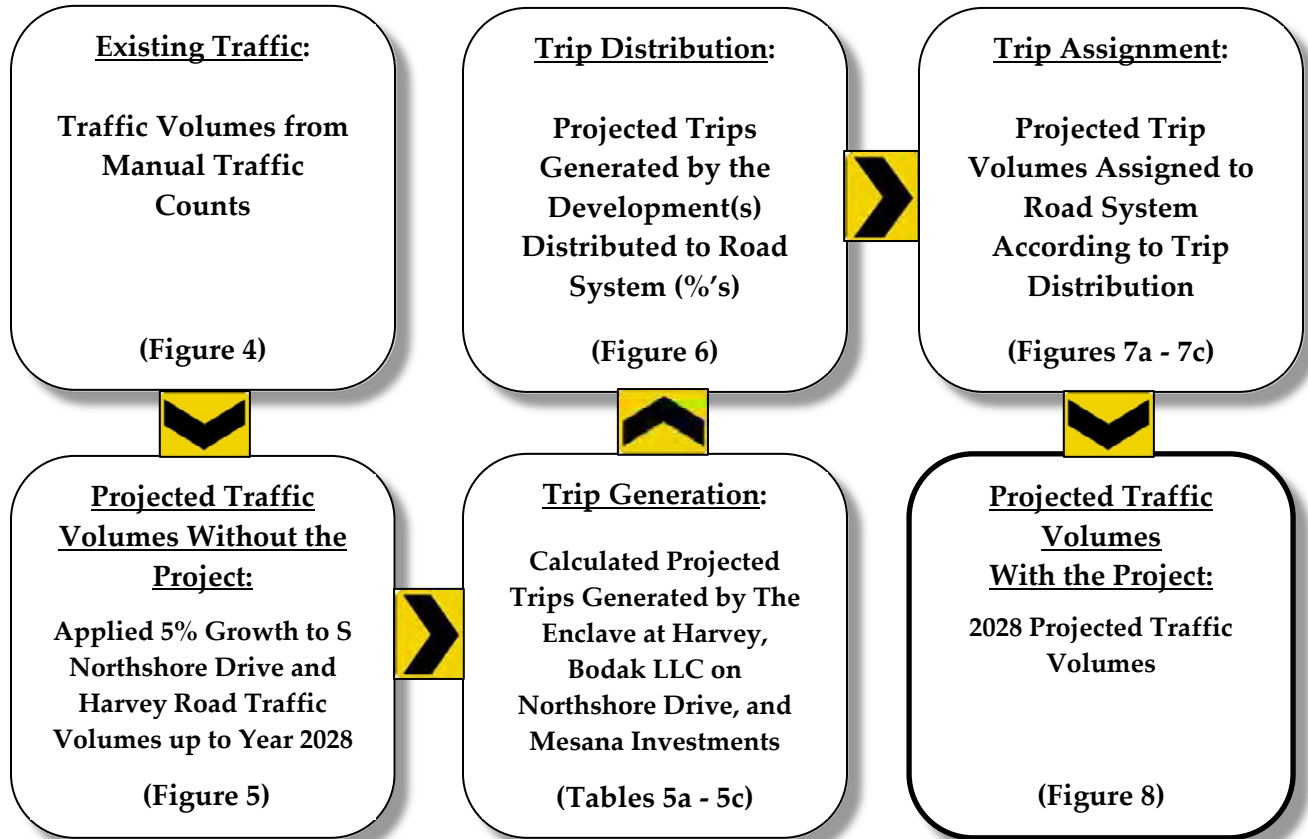 Existing Traffic:
Traffic Volumes from
Manual Traffic
Counts
(Figure 4)
Projected Traffic
Volumes Without the
Project:
Applied 5% Growth to S
Northshore Drive and
Harvey Road Traffic
Volumes up to Year 2028
(Figure 5)
Trip Generation:
Calculated Projected
Trips Generated by The
Enclave at Harvey,
Bodak LLC on
Northshore Drive, and
Mesana Investments
(Tables 5a - 5c)
Trip Distribution:
Projected Trips
Generated by the
Development(s)
Distributed to Road
System (%’s)
(Figure 6)
Trip Assignment:
Projected Trip
Volumes Assigned to
Road System
According to Trip
Distribution
(Figures 7a - 7c)
Projected Traffic
Volumes
With the Project:
2028 Projected Traffic
Volumes
(Figure 8)